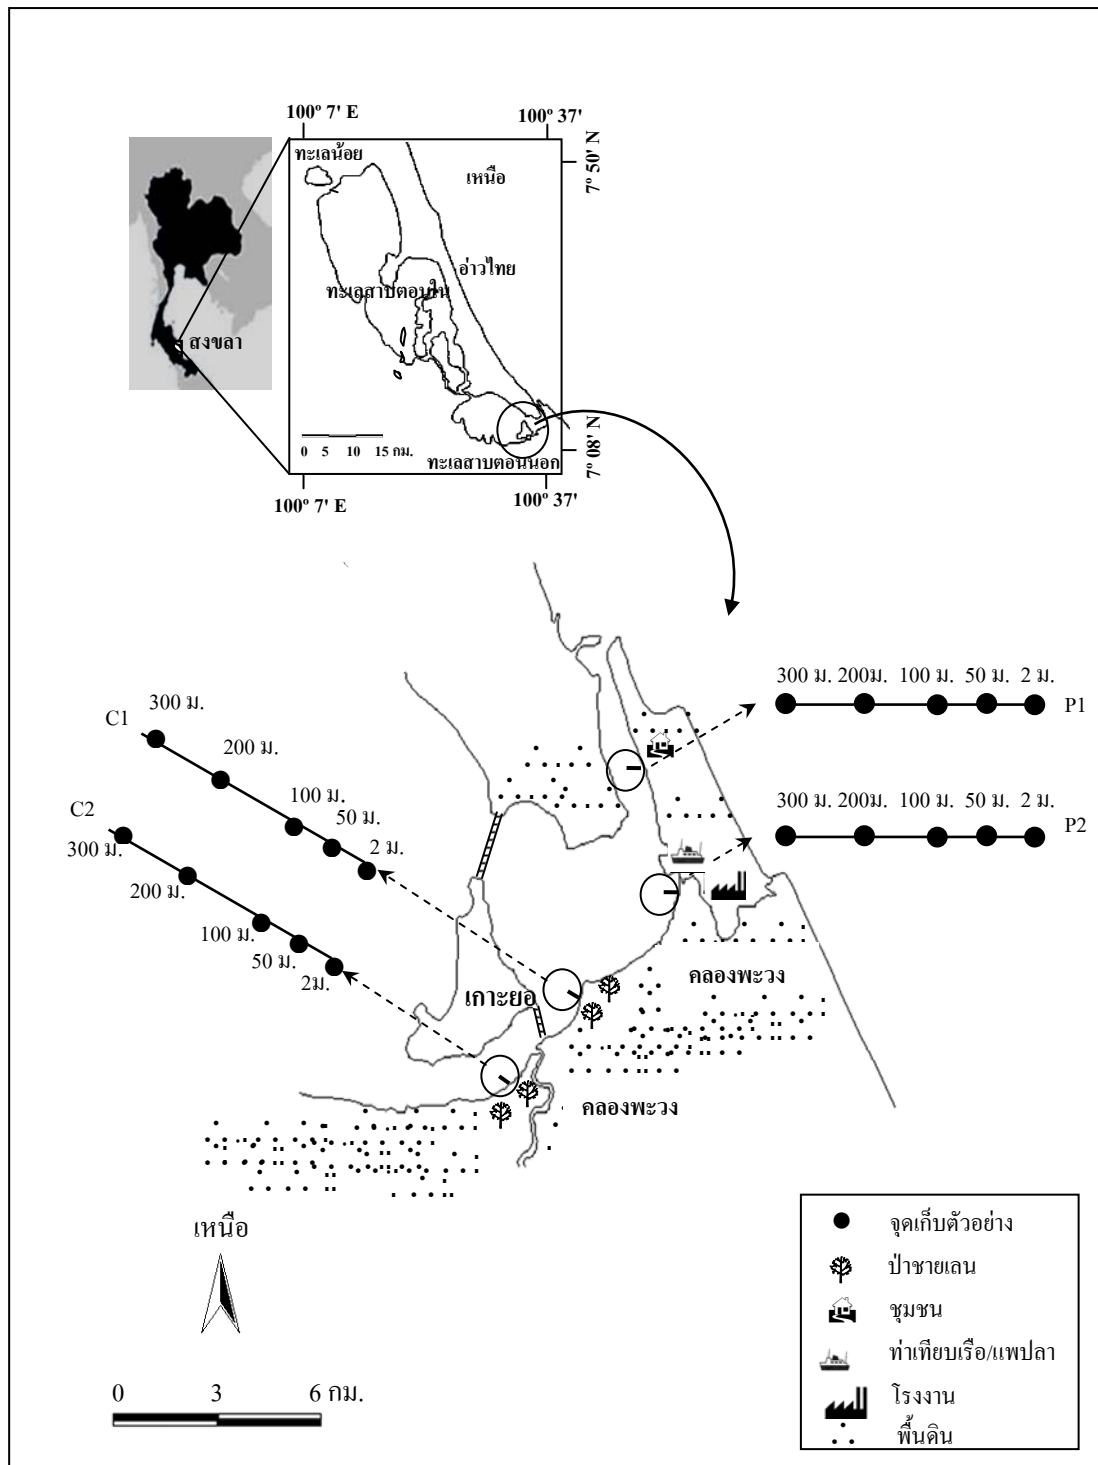 100º 7' E
100º 37'
ทะเลน้อย
เหนือ
7º 50' N
อ่าวไทย
ทะเลสาบตอนใน
สงขลา
0 5 10 15 กม.
7º 08' N
ทะเลสาบตอนนอก
100º 7' E
100º 37'
300 ม. 200ม. 100 ม. 50 ม. 2 ม.
P1
300 ม. 200ม. 100 ม. 50 ม. 2 ม.
P2
C1
300 ม.
200 ม.
100 ม.
50 ม.
2 ม.
C2
300 ม.
200 ม.
100 ม.
50 ม.
2ม.
เกาะยอ
คลองพะวง
คลองพะวง
เหนือ
0 3 6 กม.
จุดเก็บตัวอย่าง
ป่าชายเลน
ชุมชน
ท่าเทียบเรือ/แพปลา
โรงงาน
พื้นดิน